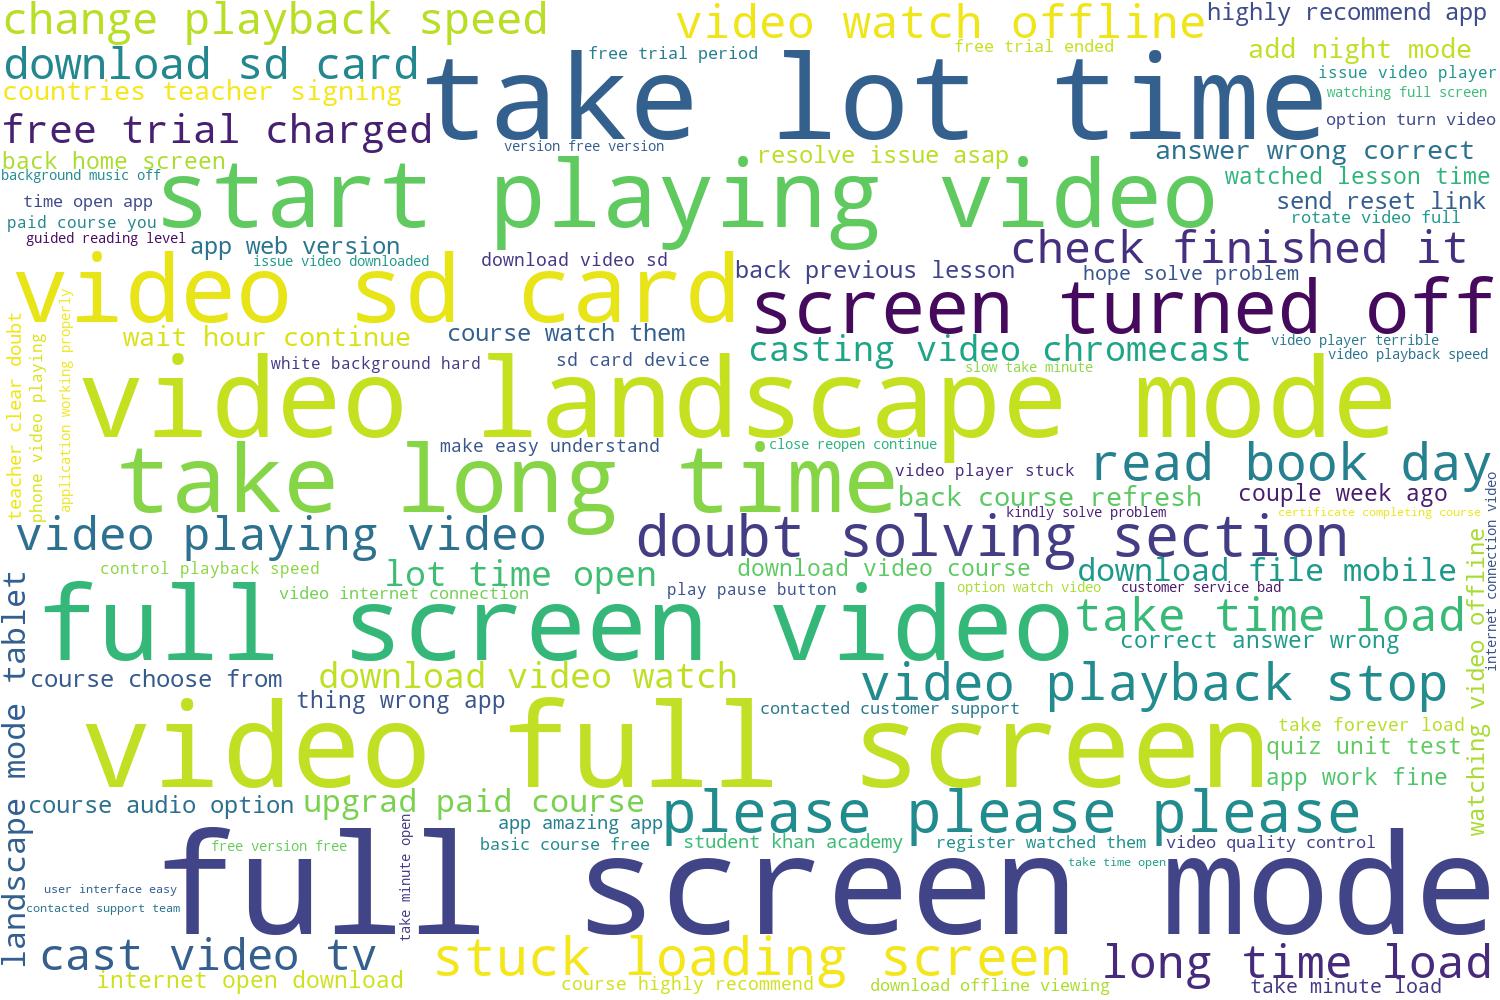 change playback speed
video watch offline
highly recommend app
free trial period
free trial ended
add night mode
download sd card
take lot time
issue video player
countries teacher signing
watching full screen
free trial charged
option turn video
version free version
back home screen
resolve issue asap
answer wrong correct
background music off
start playing video
watched lesson time
time open app
send reset link
paid course you
rotate video full
guided reading level
app web version
check finished it
issue video downloaded
download video sd
back previous lesson
hope solve problem
video sd card
screen turned off
wait hour continue
course watch them
casting video chromecast
video player terrible
video playback speed
white background hard
sd card device
slow take minute
teacher clear doubt
phone video playing
application working properly
video landscape mode
make easy understand
close reopen continue
take long time
video player stuck
read book day
back course refresh
couple week ago
kindly solve problem
certificate completing course
video playing video
doubt solving section
internet connection video
control playback speed
lot time open
download video course
download file mobile
video internet connection
play pause button
option watch video
customer service bad
full screen video
take time load
correct answer wrong
watching video offline
landscape mode tablet
course choose from
download video watch
video playback stop
thing wrong app
contacted customer support
video full screen
take forever load
quiz unit test
app work fine
course audio option
upgrad paid course
please please please
app amazing app
take minute open
free version free
basic course free
student khan academy
register watched them
video quality control
take time open
user interface easy
contacted support team
full screen mode
cast video tv
stuck loading screen
long time load
internet open download
course highly recommend
download offline viewing
take minute load